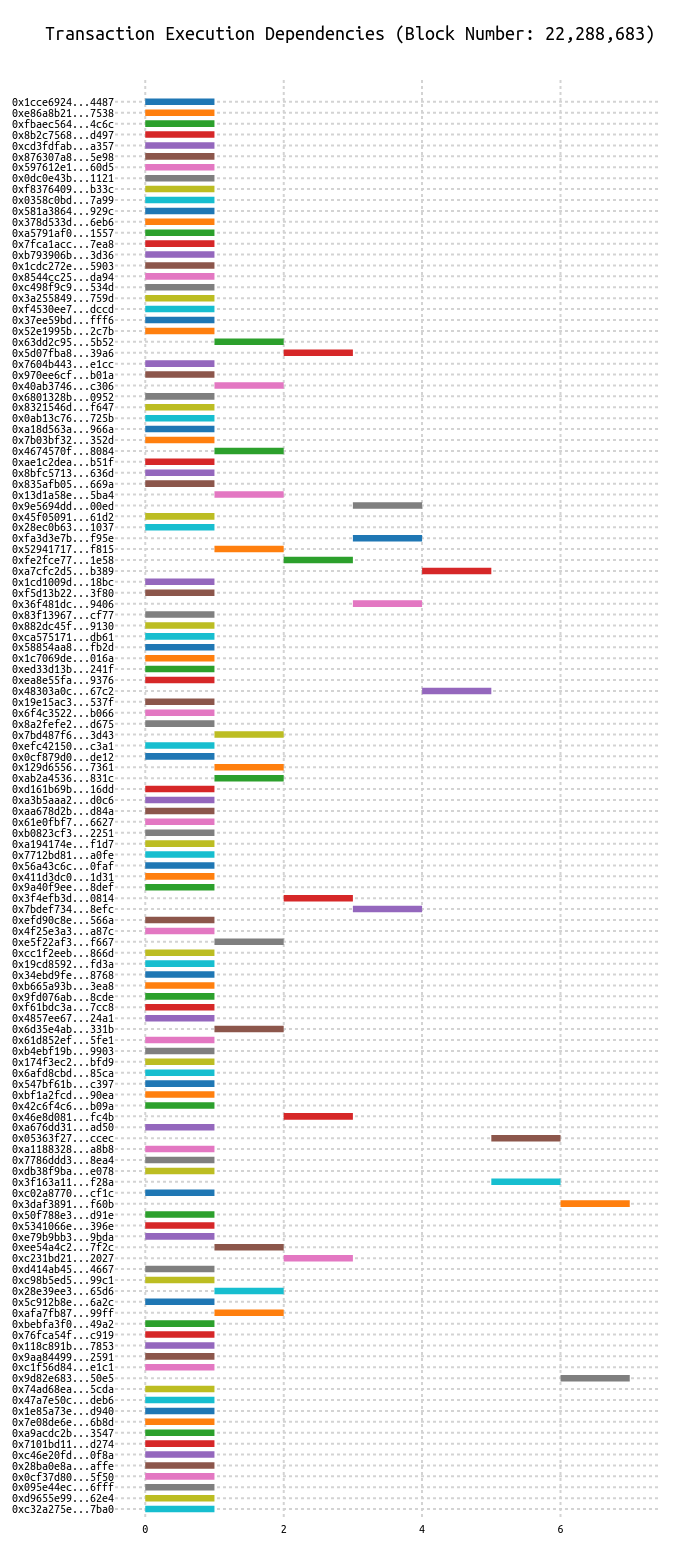 Transaction Execution Dependencies (Block Number: 22,288,683)
0x1cce6924...4487
0xe86a8b21...7538
0xfbaec564...4c6c
0x8b2c7568...d497
0xcd3fdfab...a357
0x876307a8...5e98
0x597612e1...60d5
0x0dc0e43b...1121
0xf8376409...b33c
0x0358c0bd...7a99
0x581a3864...929c
0x378d533d...6eb6
0xa5791af0...1557
0x7fca1acc...7ea8
0xb793906b...3d36
0x1cdc272e...5903
0x8544cc25...da94
0xc498f9c9...534d
0x3a255849...759d
0xf4530ee7...dccd
0x37ee59bd...fff6
0x52e1995b...2c7b
0x63dd2c95...5b52
0x5d07fba8...39a6
0x7604b443...e1cc
0x970ee6cf...b01a
0x40ab3746...c306
0x6801328b...0952
0x8321546d...f647
0x0ab13c76...725b
0xa18d563a...966a
0x7b03bf32...352d
0x4674570f...8084
0xae1c2dea...b51f
0x8bfc5713...636d
0x835afb05...669a
0x13d1a58e...5ba4
0x9e5694dd...00ed
0x45f05091...61d2
0x28ec0b63...1037
0xfa3d3e7b...f95e
0x52941717...f815
0xfe2fce77...1e58
0xa7cfc2d5...b389
0x1cd1009d...18bc
0xf5d13b22...3f80
0x36f481dc...9406
0x83f13967...cf77
0x882dc45f...9130
0xca575171...db61
0x58854aa8...fb2d
0x1c7069de...016a
0xed33d13b...241f
0xea8e55fa...9376
0x48303a0c...67c2
0x19e15ac3...537f
0x6f4c3522...b066
0x8a2fefe2...d675
0x7bd487f6...3d43
0xefc42150...c3a1
0x0cf879d0...de12
0x129d6556...7361
0xab2a4536...831c
0xd161b69b...16dd
0xa3b5aaa2...d0c6
0xaa678d2b...d84a
0x61e0fbf7...6627
0xb0823cf3...2251
0xa194174e...f1d7
0x7712bd81...a0fe
0x56a43c6c...0faf
0x411d3dc0...1d31
0x9a40f9ee...8def
0x3f4efb3d...0814
0x7bdef734...8efc
0xefd90c8e...566a
0x4f25e3a3...a87c
0xe5f22af3...f667
0xcc1f2eeb...866d
0x19cd8592...fd3a
0x34ebd9fe...8768
0xb665a93b...3ea8
0x9fd076ab...8cde
0xf61bdc3a...7cc8
0x4857ee67...24a1
0x6d35e4ab...331b
0x61d852ef...5fe1
0xb4ebf19b...9903
0x174f3ec2...bfd9
0x6afd8cbd...85ca
0x547bf61b...c397
0xbf1a2fcd...90ea
0x42c6f4c6...b09a
0x46e8d081...fc4b
0xa676dd31...ad50
0x05363f27...ccec
0xa1188328...a8b8
0x7786ddd3...8ea4
0xdb38f9ba...e078
0x3f163a11...f28a
0xc02a8770...cf1c
0x3daf3891...f60b
0x50f788e3...d91e
0x5341066e...396e
0xe79b9bb3...9bda
0xee54a4c2...7f2c
0xc231bd21...2027
0xd414ab45...4667
0xc98b5ed5...99c1
0x28e39ee3...65d6
0x5c912b8e...6a2c
0xafa7fb87...99ff
0xbebfa3f0...49a2
0x76fca54f...c919
0x118c891b...7853
0x9aa84499...2591
0xc1f56d84...e1c1
0x9d82e683...50e5
0x74ad68ea...5cda
0x47a7e50c...deb6
0x1e85a73e...d940
0x7e08de6e...6b8d
0xa9acdc2b...3547
0x7101bd11...d274
0xc46e20fd...0f8a
0x28ba0e8a...affe
0x0cf37d80...5f50
0x095e44ec...6fff
0xd9655e99...62e4
0xc32a275e...7ba0
0 2 4 6